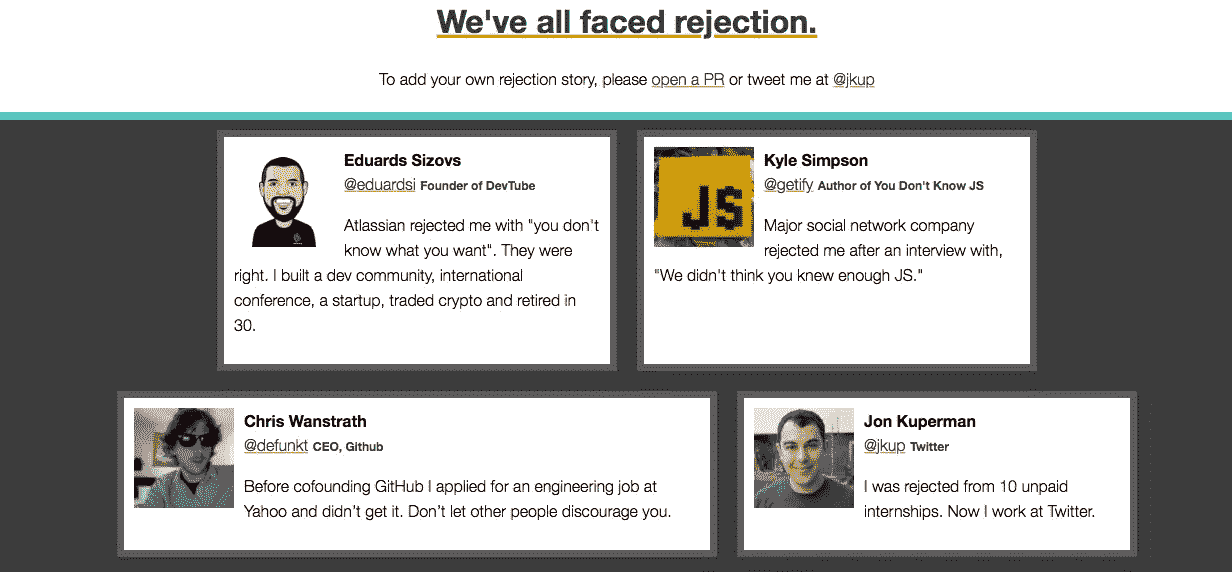 We've all faced rejection.
To add your own rejection story, please open a PR or tweet me at @jkup
Eduards Sizovs
@eduardsi Founder of DevTube
Atlassian rejected me with "you don't
know what you want". They were
right. I built a dev community, international
conference, a startup, traded crypto and retired in
30.
JS
Kyle Simpson
@getify Author of You Don't Know JS
Major social network company
rejected me after an interview with,
"We didn't think you knew enough JS."
Chris Wanstrath
@defunkt CEO, Github
Before cofounding GitHub I applied for an engineering job at
Yahoo and didn’t get it. Don’t let other people discourage you.
Jon Kuperman
@jkup Twitter
I was rejected from 10 unpaid
internships. Now I work at Twitter.